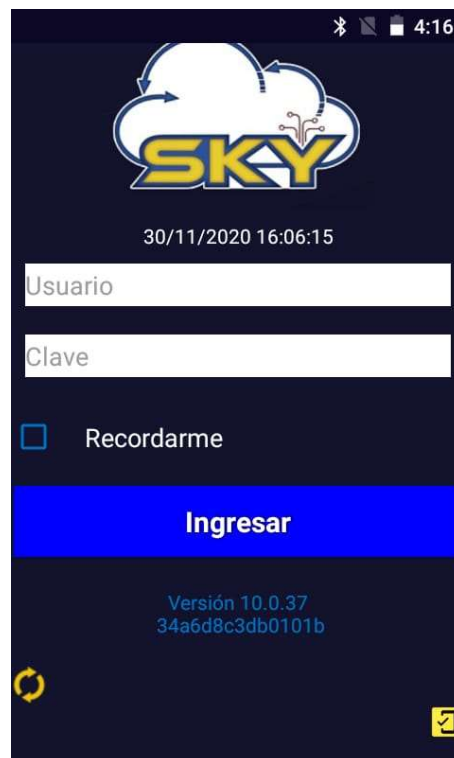 4:16
SKY
30/11/2020 16:06:15
Usuario
Clave
Recordarme
Ingresar
Versión 10.0.37
34a6d8c3db0101b